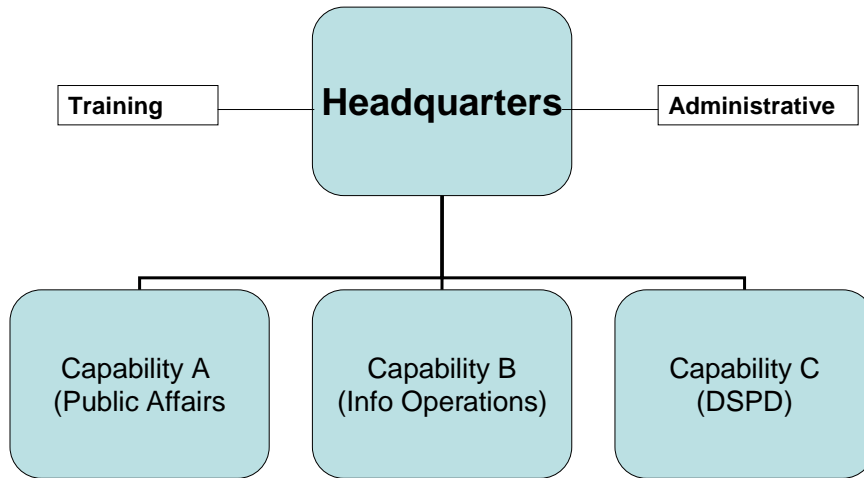 Headquarters
Training
Administrative
Capability A
(Public Affairs
Capability B
(Info Operations)
Capability C
(DSPD)